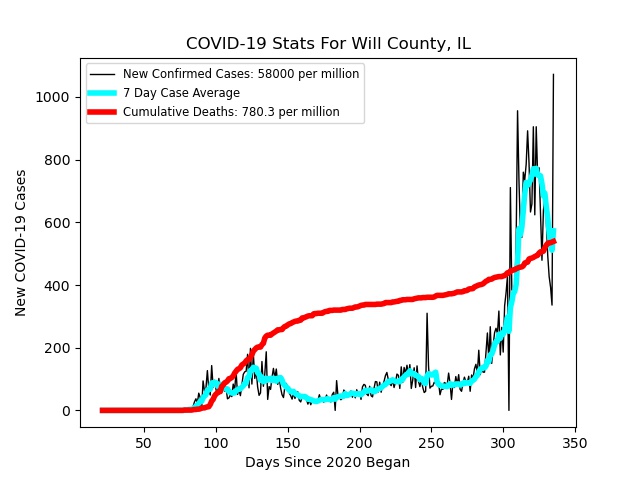 COVID-19 Stats For Will County, IL
New Confirmed Cases: 58000 per million
7 Day Case Average
Cumulative Deaths: 780.3 per million
New COVID-19 Cases
1000
800
600
400
200
0
50
100
150
200
250
300
350
Days Since 2020 Began